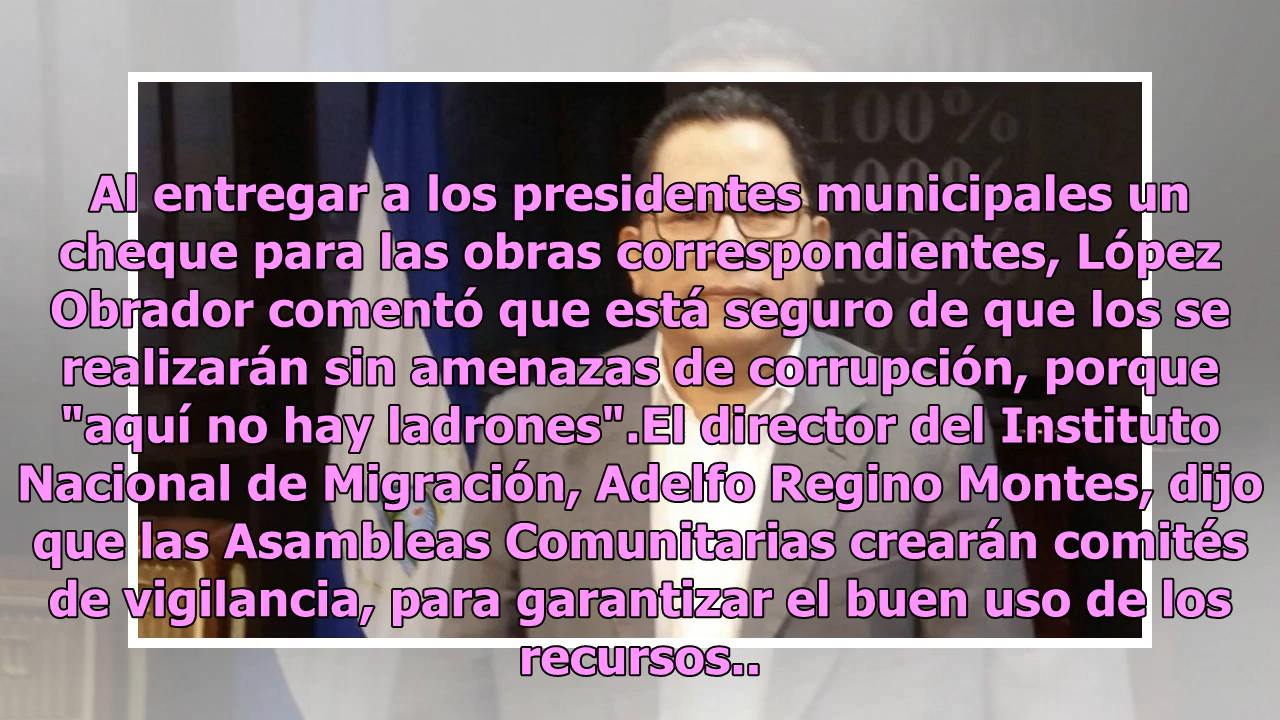 100%
100%
Al entregar a los presidentes municipales un
cheque para las obras correspondientes, López
Obrador comentó que está seguro de que los se
realizarán sin amenazas de corrupción, porque
"aquí no hay ladrones".El director del Instituto
Nacional de Migración, Adelfo Regino Montes, dijo
que las Asambleas Comunitarias crearán comités
de vigilancia, para garantizar el buen uso de los
recursos..